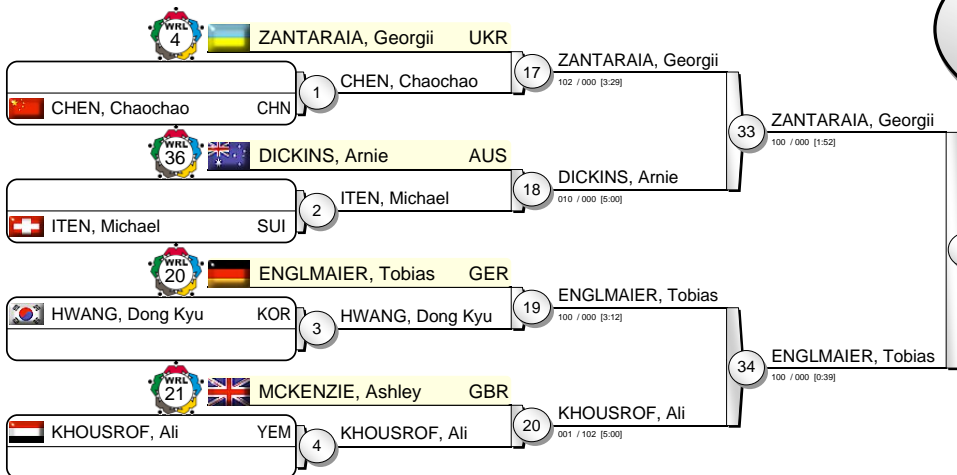 WRL
4
ZANTARAIA, Georgii UKR
CHEN, Chaochao CHN
1
CHEN, Chaochao
17
ZANTARAIA, Georgii
102 / 000 [3:29]
WRL
36
DICKINS, Arnie AUS
ITEN, Michael SUI
2
ITEN, Michael
18
DICKINS, Arnie
010 / 000 [5:00]
33
ZANTARAIA, Georgii
100 / 000 [1:52]
WRL
20
ENGLMAIER, Tobias GER
HWANG, Dong Kyu KOR
3
HWANG, Dong Kyu
19
ENGLMAIER, Tobias
100 / 000 [3:12]
WRL
21
MCKENZIE, Ashley GBR
KHOUSROF, Ali YEM
4
KHOUSROF, Ali
20
KHOUSROF, Ali
001 / 102 [5:00]
34
ENGLMAIER, Tobias
100 / 000 [0:39]